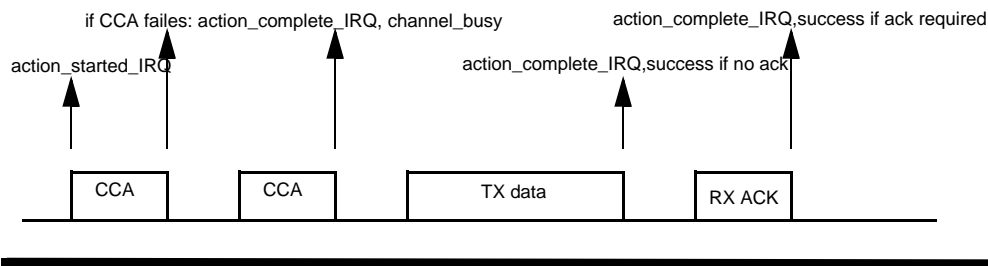 if CCA failes: action_complete_IRQ, channel_busy
action_complete_IRQ,success if ack required
action_started_IRQ
action_complete_IRQ,success if no ack
CCA
CCA
TX data
RX ACK